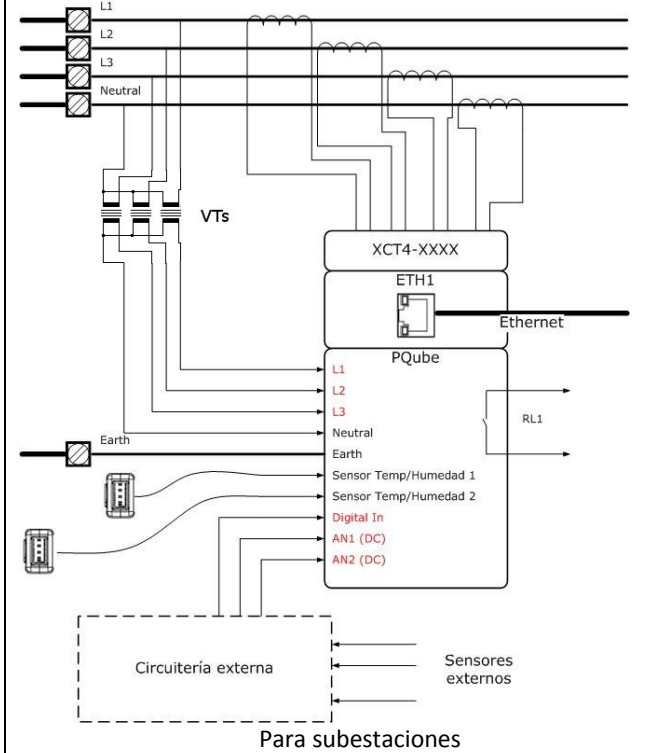 L1
L2
L3
Neutral
VTs
XCT4-XXXX
ETH1
Ethernet
PQube
L1
L2
L3
Neutral
Earth
Earth
Sensor Temp/Humedad 1
Sensor Temp/Humedad 2
Digital In
AN1 (DC)
AN2 (DC)
RL1
Circuitería externa
Sensores
externos
Para subestaciones